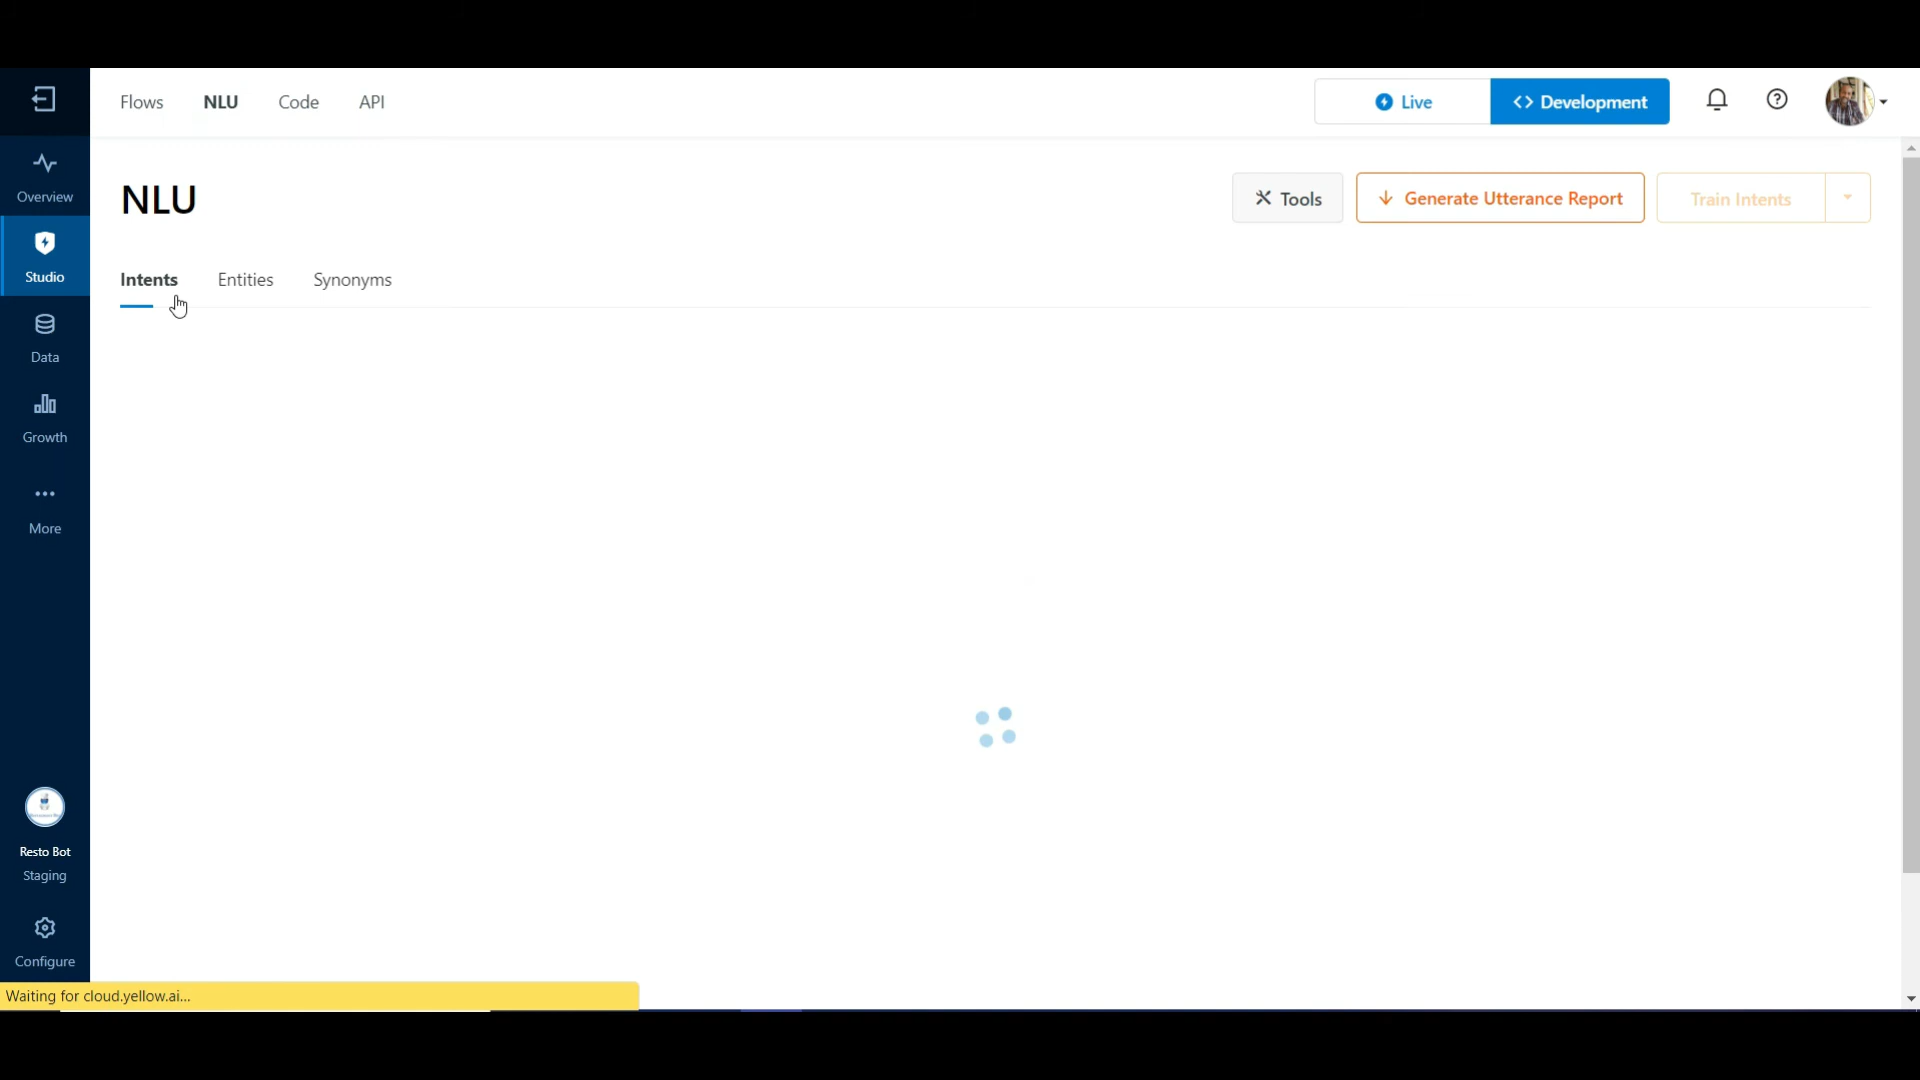 Flows NLU Code API
Live Development
Overview
NLU
Tools Generate Utterance Report Train Intents
Studio
Intents Entities Synonyms
Data
Growth
More
Resto Bot
Staging
Configure
Waiting for cloud.yellow.ai...